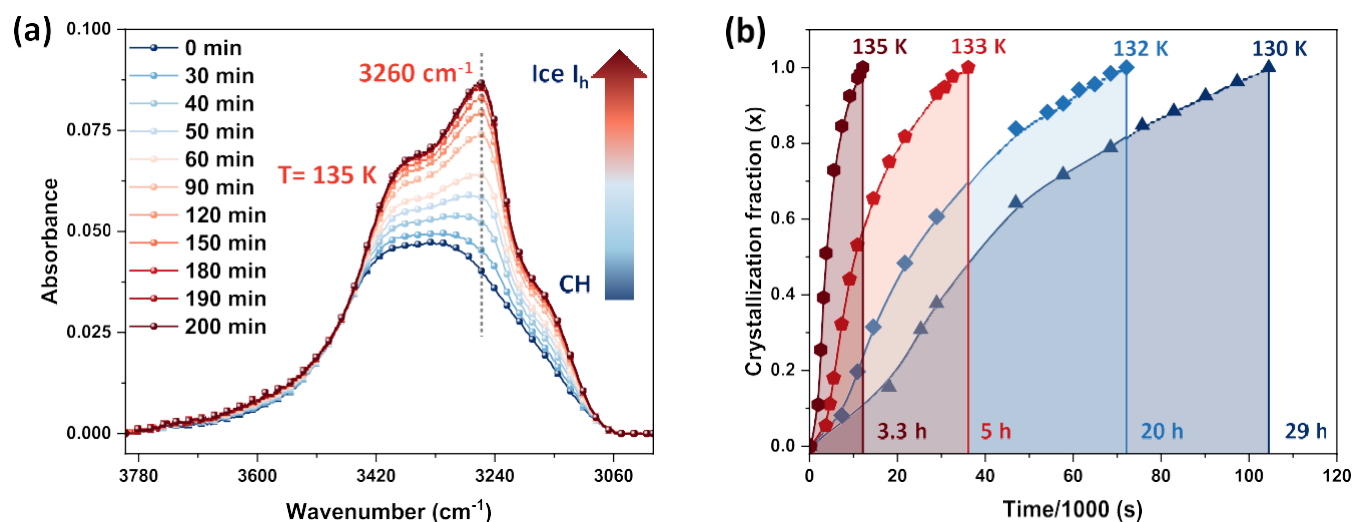 (a)
0.100
0.075
0.050
0.025
0.000
Absorbance
0 min
30 min
40 min
50 min
60 min
90 min
120 min
150 min
180 min
190 min
200 min
3260 cm⁻¹
T= 135 K
Ice Iₕ
CH
3780
3600
3420
3240
3060
Wavenumber (cm⁻¹)
(b)
1.0
0.8
0.6
0.4
0.2
0.0
Crystallization fraction (x)
135 K
133 K
132 K
130 K
3.3 h
5 h
20 h
29 h
0
20
40
60
80
100
120
Time/1000 (s)